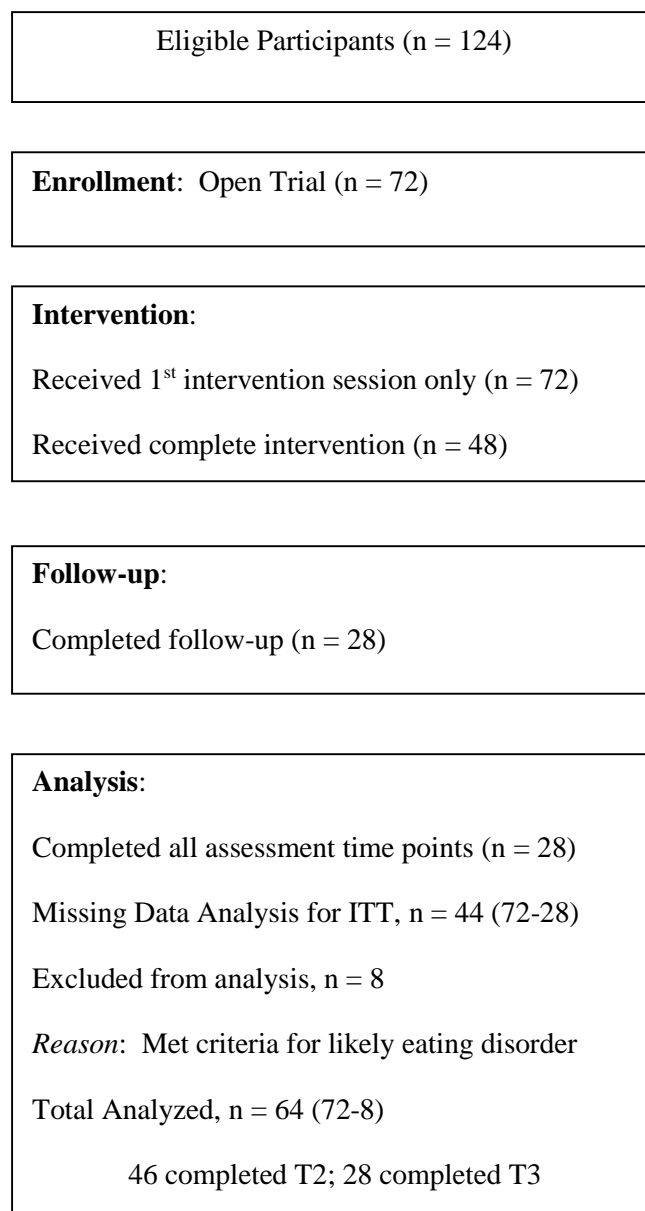 Eligible Participants (n = 124)
Enrollment: Open Trial (n = 72)
Intervention:
Received 1st intervention session only (n = 72)
Received complete intervention (n = 48)
Follow-up:
Completed follow-up (n = 28)
Analysis:
Completed all assessment time points (n = 28)
Missing Data Analysis for ITT, n = 44 (72-28)
Excluded from analysis, n = 8
Reason: Met criteria for likely eating disorder
Total Analyzed, n = 64 (72-8)
46 completed T2; 28 completed T3